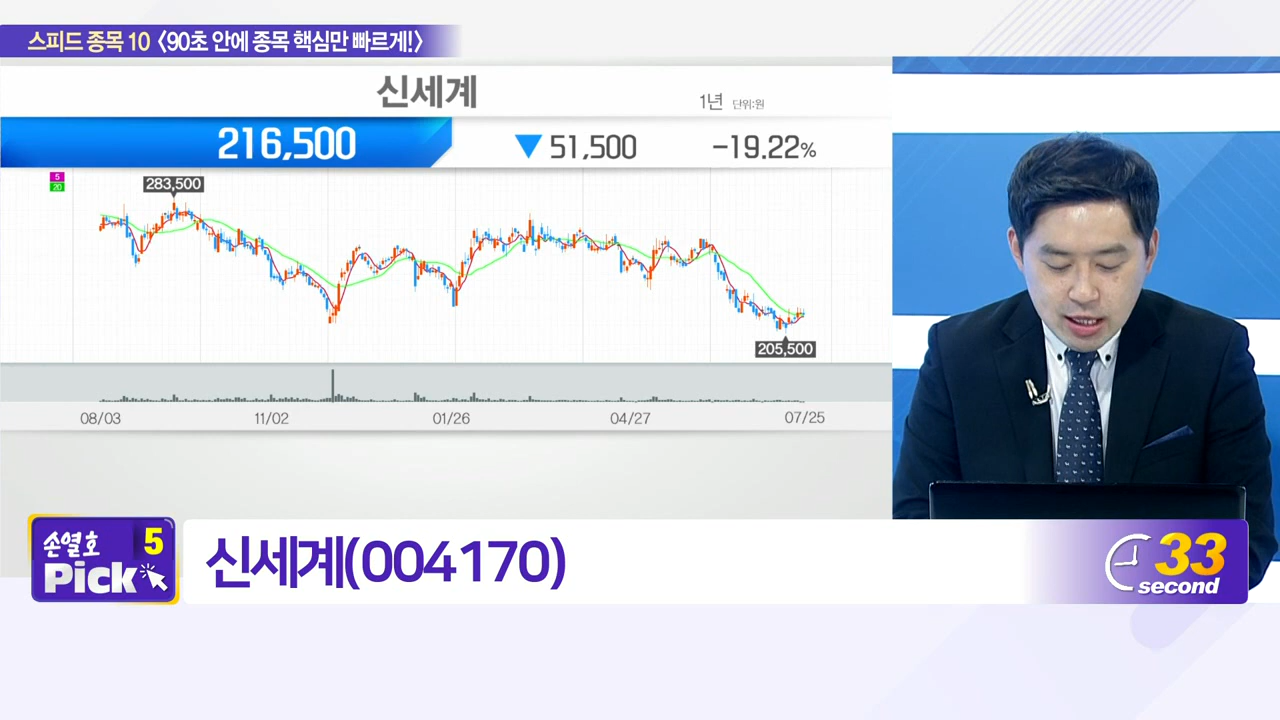 스피드 종목 10 〈90초 안에 종목 핵심만 빠르게!〉
신세계
1년 단위:원
216,500 ▼ 51,500 -19.22%
5
20
283,500
205,500
08/03 11/02 01/26 04/27 07/25
손열호 5
Pick
신세계(004170)
33
second